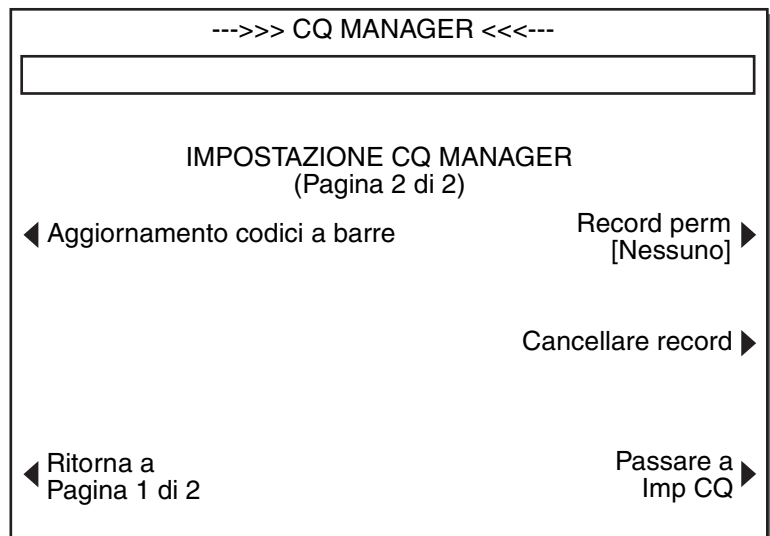 --->>> CQ MANAGER <<<---
IMPOSTAZIONE CQ MANAGER
(Pagina 2 di 2)
Aggiornamento codici a barre
Record perm
[Nessuno]
Cancellare record
Ritorna a
Pagina 1 di 2
Passare a
Imp CQ